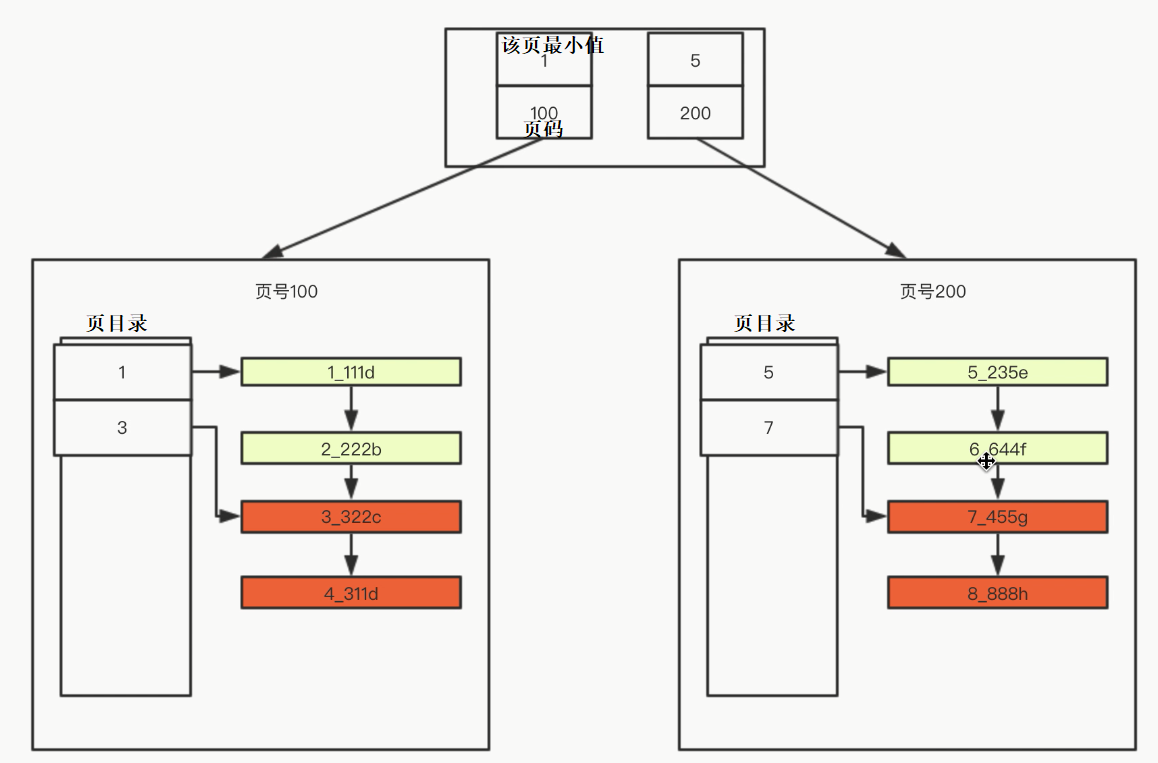 该页最小值
1
5
100
200
页码
页号100
页号200
页目录
页目录
1
1_111d
5
5_235e
3
2_222b
7
6_644f
3_322c
7_455g
4_311d
8_888h